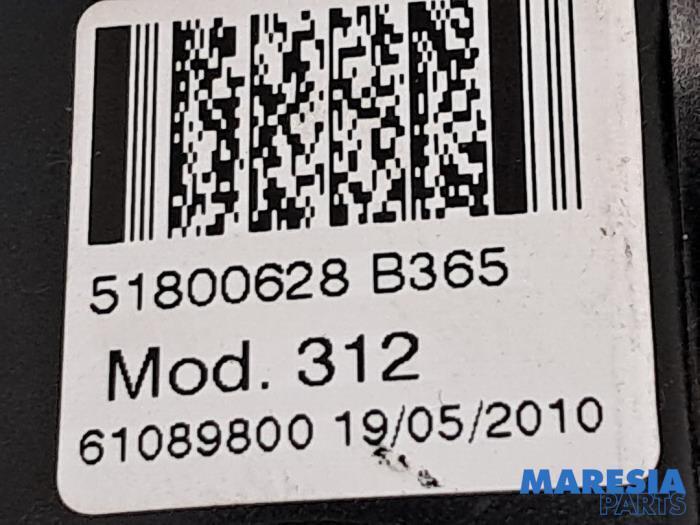 51800628 B365
Mod. 312
61089800 19/05/2010
MARESIA
PARTS